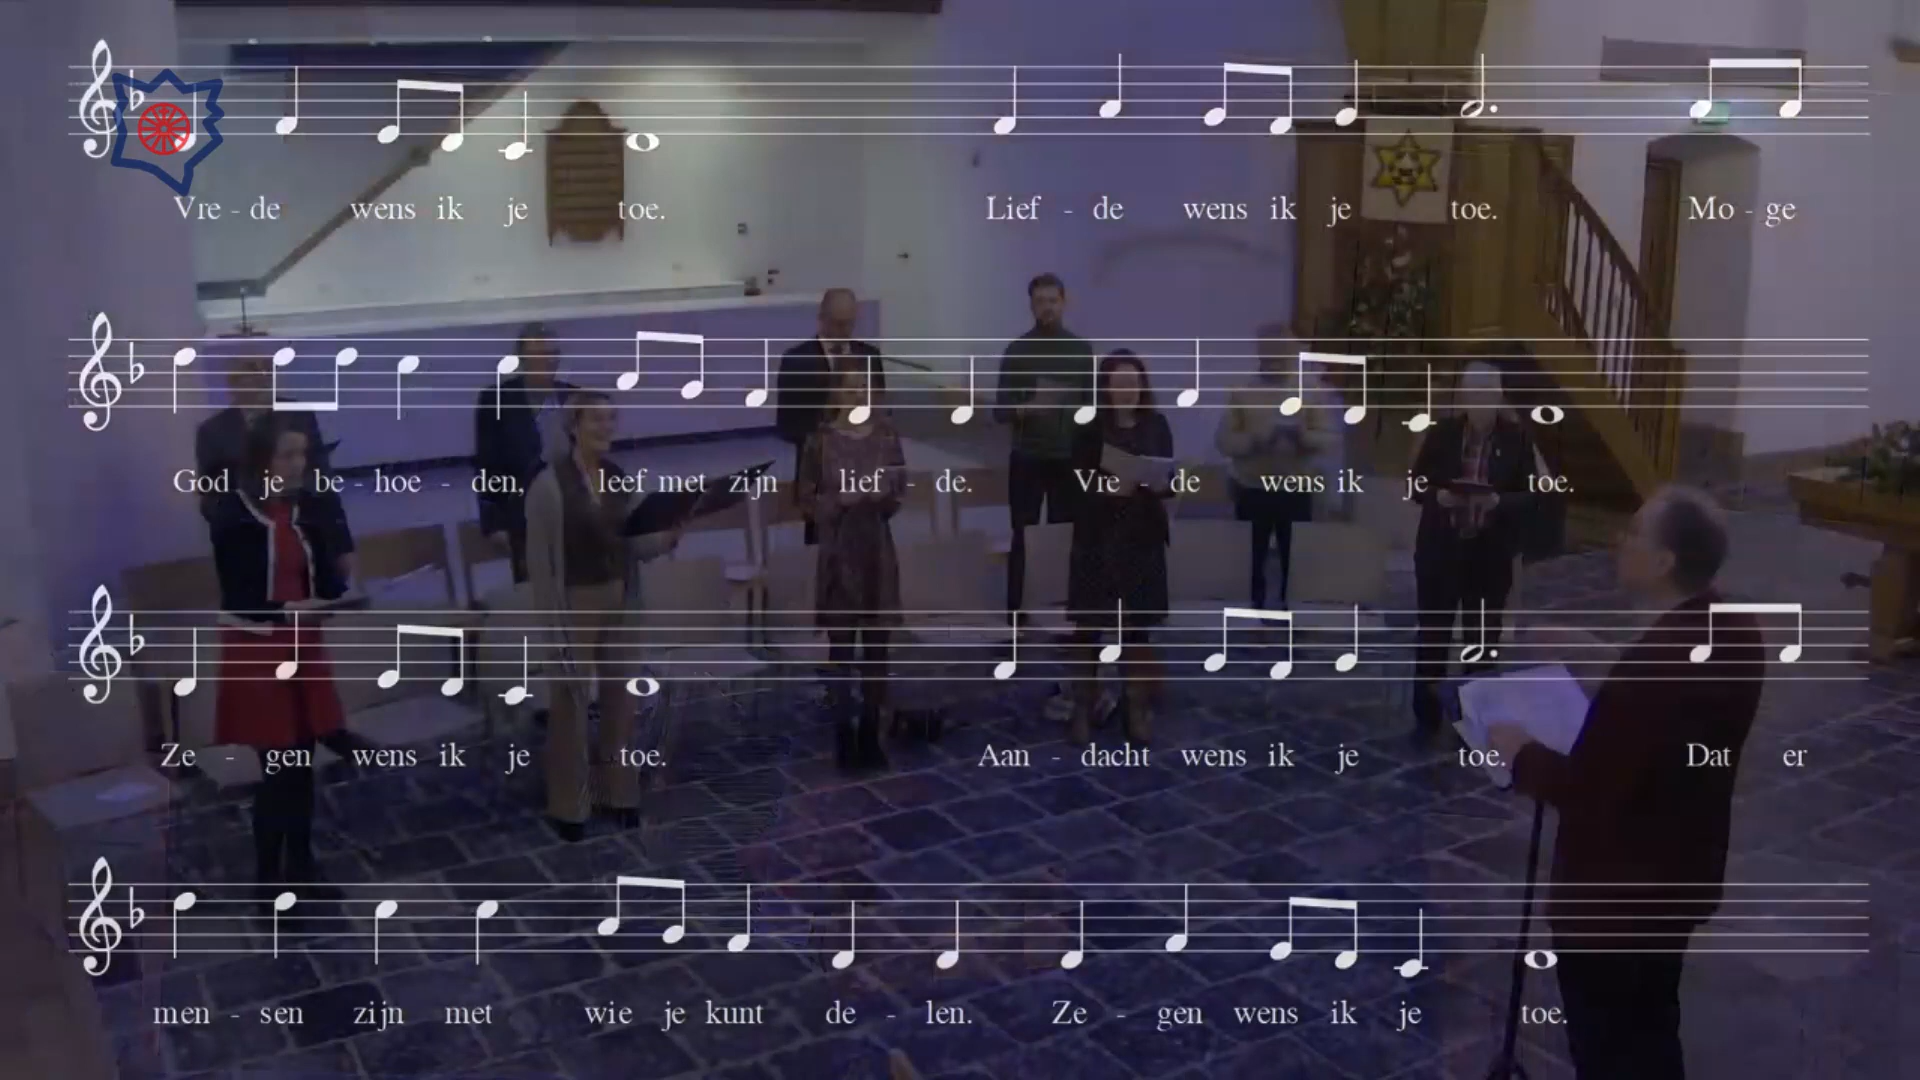 Vre - de wens ik je toe. Lief - de wens ik je toe. Mo - ge
God je be - hoe - den, leef met zijn lief - de. Vre - de wens ik je toe.
Ze - gen wens ik je toe. Aan - dacht wens ik je toe. Dat er
men - sen zijn met wie je kunt de - len. Ze - gen wens ik je toe.